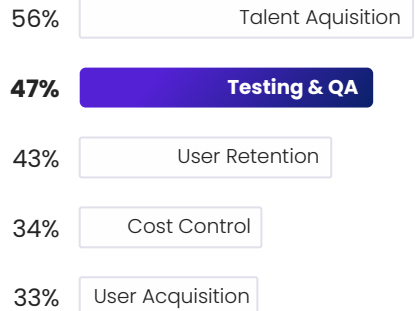 56% Talent Aquisition
47% Testing & QA
43% User Retention
34% Cost Control
33% User Acquisition